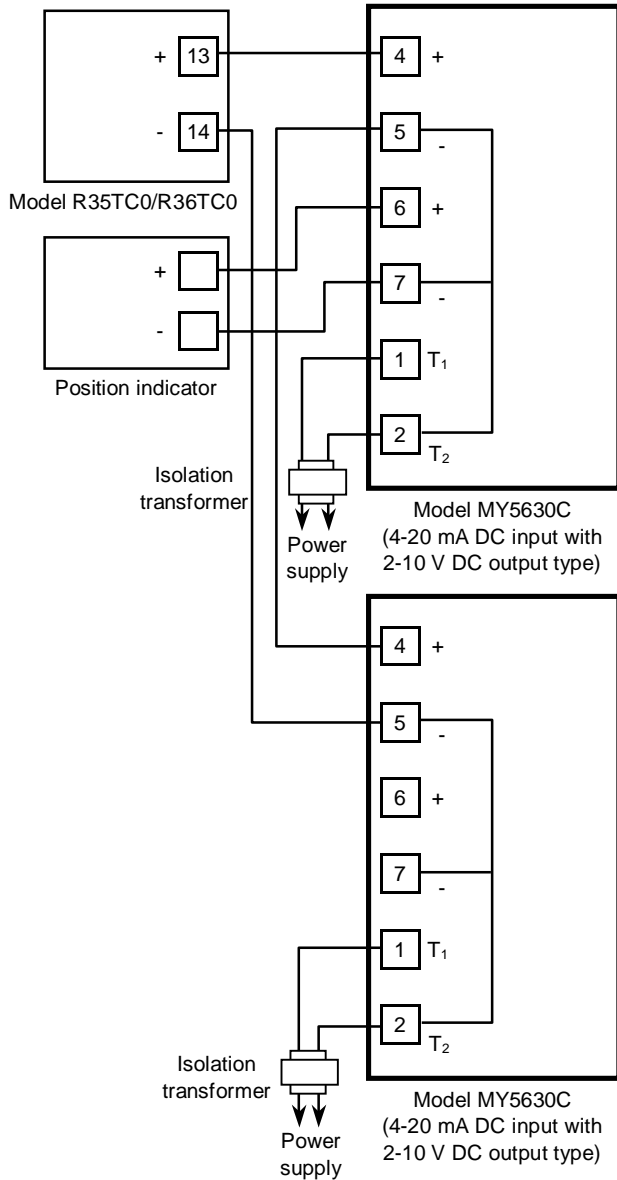 + 13
- 14
Model R35TC0/R36TC0
+
-
Position indicator
4 +
5 -
6 +
7 -
1 T₁
2 T₂
Isolation
transformer
Power
supply
Model MY5630C
(4-20 mA DC input with
2-10 V DC output type)
4 +
5 -
6 +
7 -
1 T₁
2 T₂
Isolation
transformer
Power
supply
Model MY5630C
(4-20 mA DC input with
2-10 V DC output type)